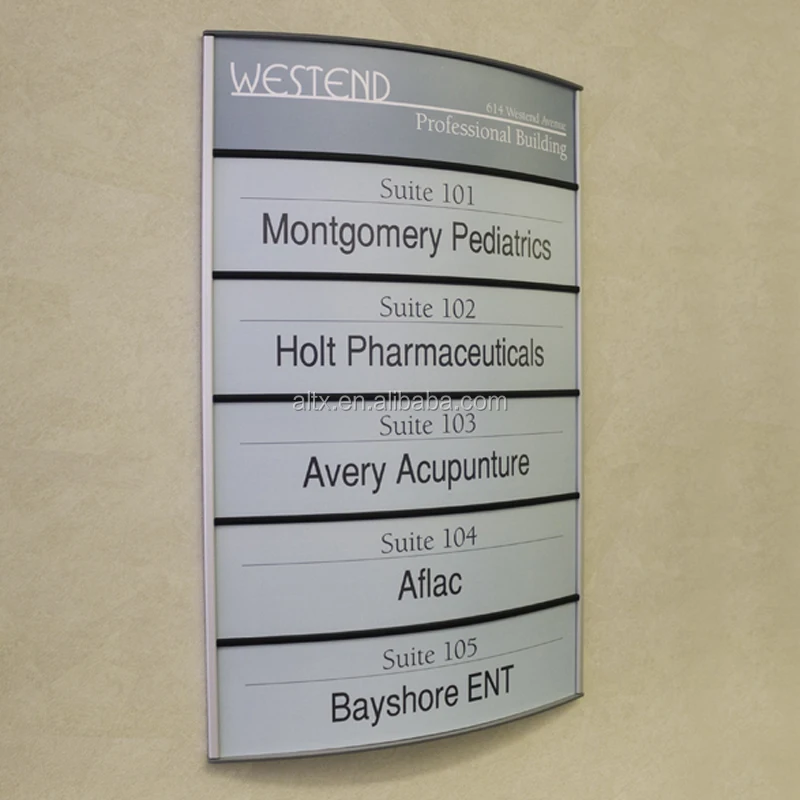 WESTEND
614 Westend Avenue
Professional Building
Suite 101
Montgomery Pediatrics
Suite 102
Holt Pharmaceuticals
altx.en.alibaba.com
Suite 103
Avery Acupunture
Suite 104
Aflac
Suite 105
Bayshore ENT